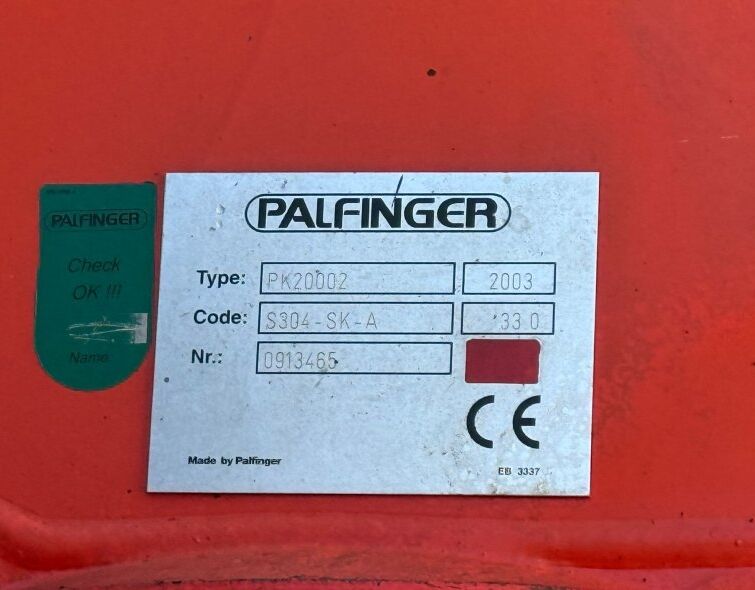 PALFINGER
Check
OK !!!
Name
PALFINGER
Type: PK20002 2003
Code: S304-SK-A 33.0
Nr.: 0913465
CE
Made by Palfinger
EB 3337